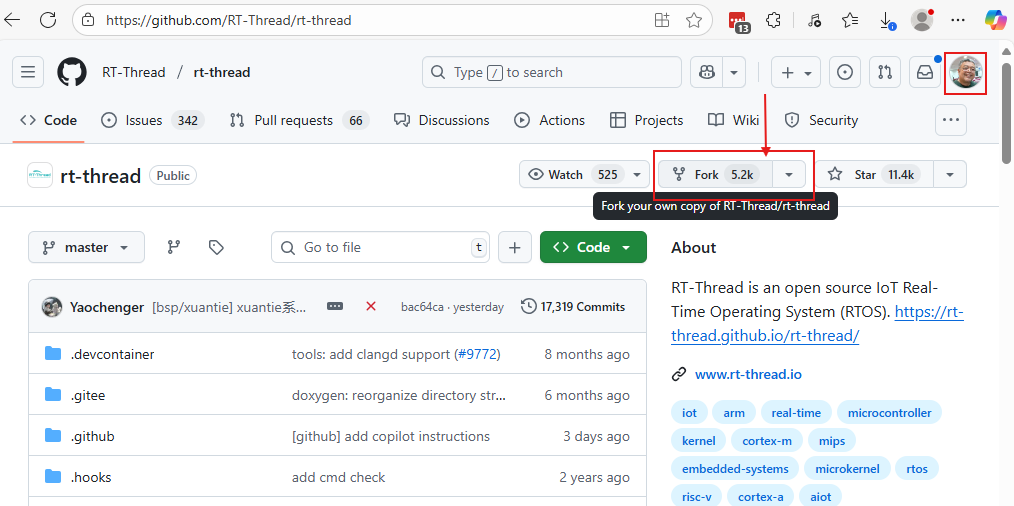 https://github.com/RT-Thread/rt-thread
13
RT-Thread / rt-thread
Type / to search
Code
Issues 342
Pull requests 66
Discussions
Actions
Projects
Wiki
Security
RT-Thread
rt-thread
Public
Watch 525
Fork 5.2k
Star 11.4k
Fork your own copy of RT-Thread/rt-thread
master
Go to file
t
Code
About
RT-Thread is an open source IoT Real-
Time Operating System (RTOS). https://rt-
thread.github.io/rt-thread/
www.rt-thread.io
iot arm real-time microcontroller
kernel cortex-m mips
embedded-systems microkernel rtos
risc-v cortex-a aiot
Yaochenger [bsp/xuantie] xuantie系... bac64ca · yesterday 17,319 Commits
.devcontainer tools: add clangd support (#9772) 8 months ago
.gitee doxygen: reorganize directory str... 6 months ago
.github [github] add copilot instructions 3 days ago
.hooks add cmd check 2 years ago